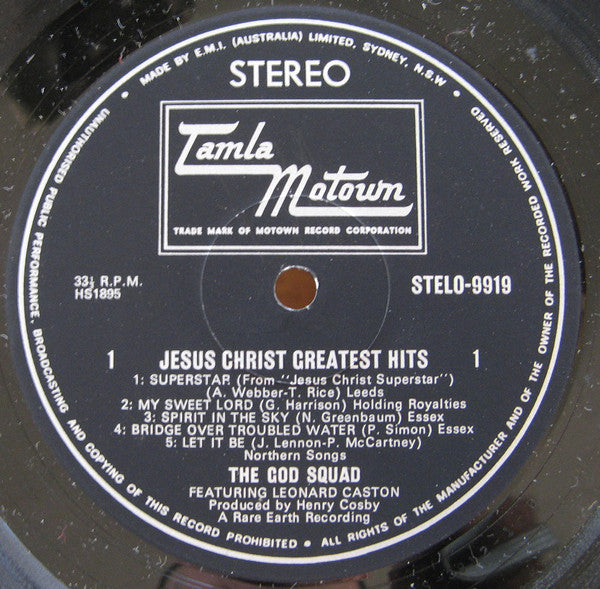 MADE BY E.M.I. (AUSTRALIA) LIMITED, SYDNEY, N.S.W.
UNAUTHORISED PUBLIC PERFORMANCE, BROADCASTING AND COPYING OF THIS RECORD PROHIBITED • ALL RIGHTS OF THE MANUFACTURER AND OF THE OWNER OF THE RECORDED WORK RESERVED
STEREO
Tamla
Motown
TRADE MARK OF MOTOWN RECORD CORPORATION
33⅓ R.P.M.
HS1895
STELO-9919
1 JESUS CHRIST GREATEST HITS 1
1: SUPERSTAR (From "Jesus Christ Superstar")
(A. Webber-T. Rice) Leeds
2: MY SWEET LORD (G. Harrison) Holding Royalties
3: SPIRIT IN THE SKY (N. Greenbaum) Essex
4: BRIDGE OVER TROUBLED WATER (P. Simon) Essex
5: LET IT BE (J. Lennon-P. McCartney)
Northern Songs
THE GOD SQUAD
FEATURING LEONARD CASTON
Produced by Henry Cosby
A Rare Earth Recording